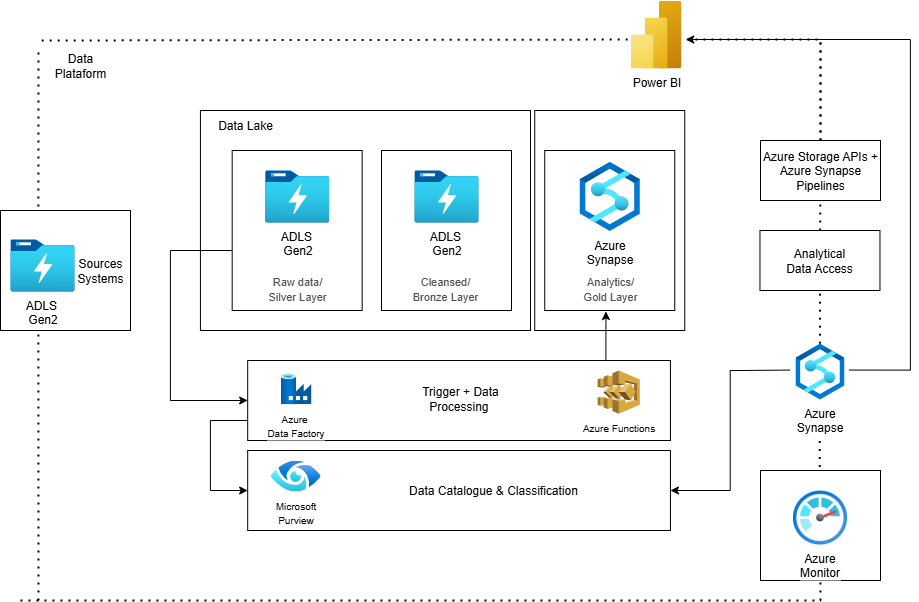 Data
Plataform
Power BI
Data Lake
ADLS
Gen2
Raw data/
Silver Layer
ADLS
Gen2
Cleansed/
Bronze Layer
Azure
Synapse
Analytics/
Gold Layer
Azure Storage APIs +
Azure Synapse
Pipelines
Analytical
Data Access
Sources
Systems
ADLS
Gen2
Azure
Data Factory
Trigger + Data
Processing
Azure Functions
Azure
Synapse
Microsoft
Purview
Data Catalogue & Classification
Azure
Monitor